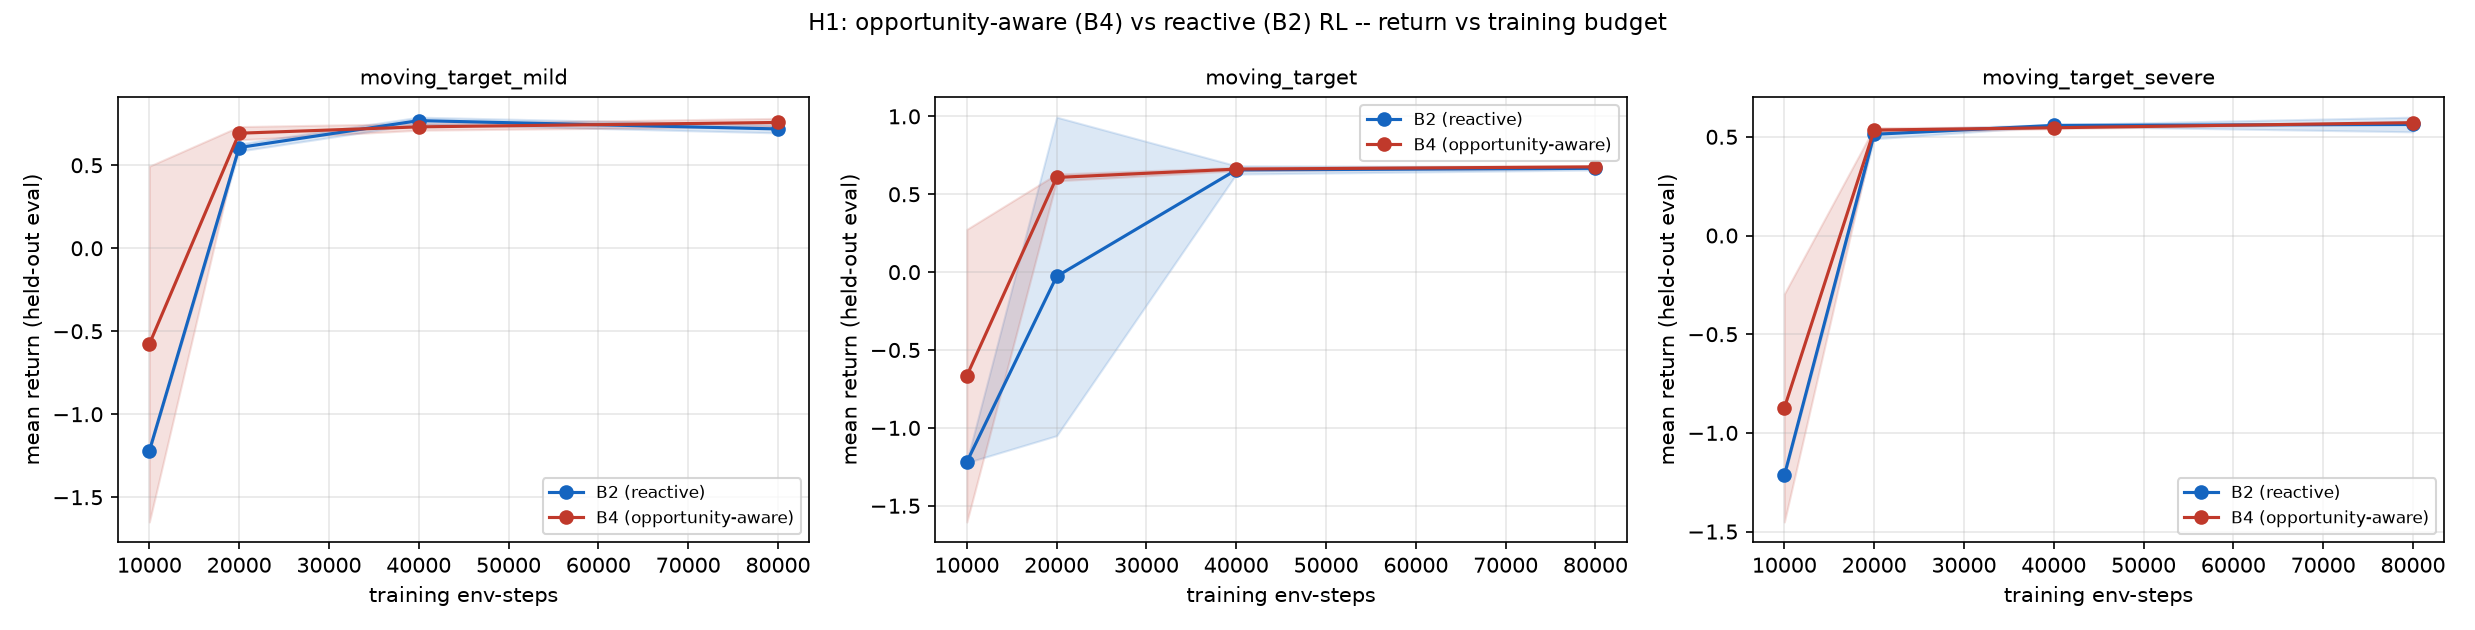 H1: opportunity-aware (B4) vs reactive (B2) RL -- return vs training budget
moving_target_mild
mean return (held-out eval)
0.5
0.0
−0.5
−1.0
−1.5
B2 (reactive)
B4 (opportunity-aware)
10000 20000 30000 40000 50000 60000 70000 80000
training env-steps
moving_target
mean return (held-out eval)
1.0
0.5
0.0
−0.5
−1.0
−1.5
B2 (reactive)
B4 (opportunity-aware)
10000 20000 30000 40000 50000 60000 70000 80000
training env-steps
moving_target_severe
mean return (held-out eval)
0.5
0.0
−0.5
−1.0
−1.5
B2 (reactive)
B4 (opportunity-aware)
10000 20000 30000 40000 50000 60000 70000 80000
training env-steps